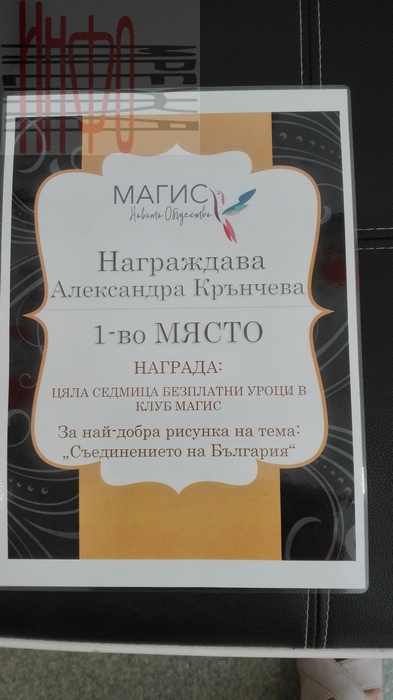 ИНФО
МАГИС
Новото Общество
Награждава
Александра Крънчева
1-во МЯСТО
НАГРАДА:
ЦЯЛА СЕДМИЦА БЕЗПЛАТНИ УРОЦИ В
КЛУБ МАГИС
За най-добра рисунка на тема:
„Съединението на България“